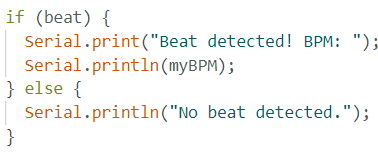 if (beat) {
  Serial.print("Beat detected! BPM: ");
  Serial.println(myBPM);
} else {
  Serial.println("No beat detected.");
}